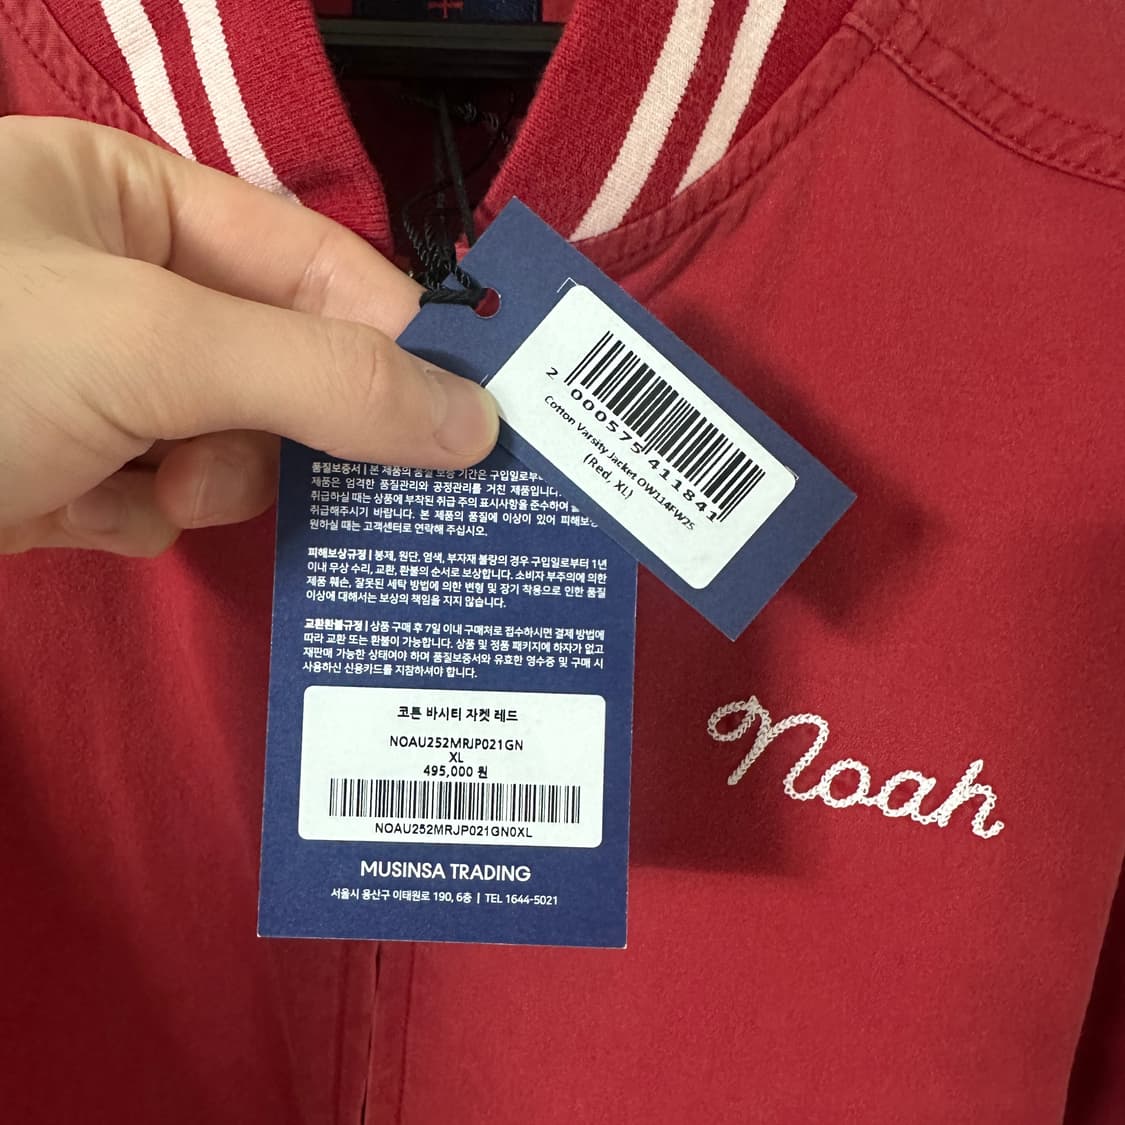 2 000575 411841
Cotton Varsity Jacket OW114FW25
(Red, XL)
품질보증서 | 본 제품의 품질 보증 기간은 구입일로부터
제품은 엄격한 품질관리와 공정관리를 거친 제품입니다.
취급하실 때는 상품에 부착된 취급 주의 표시사항을 준수하여
취급해주시기 바랍니다. 본 제품의 품질에 이상이 있어 피해보상
원하실 때는 고객센터로 연락해 주십시오.
피해보상규정 | 봉제, 원단, 염색, 부자재 불량의 경우 구입일로부터 1년
이내 무상 수리, 교환, 환불의 순서로 보상합니다. 소비자 부주의에 의한
제품 훼손, 잘못된 세탁 방법에 의한 변형 및 장기 착용으로 인한 품질
이상에 대해서는 보상의 책임을 지지 않습니다.
교환환불규정 | 상품 구매 후 7일 이내 구매처로 접수하시면 결제 방법에
따라 교환 또는 환불이 가능합니다. 상품 및 정품 패키지에 하자가 없고
재판매 가능한 상태여야 하며 품질보증서와 유효한 영수증 및 구매 시
사용하신 신용카드를 지참하셔야 합니다.
코튼 바시티 자켓 레드
NOAU252MRJP021GN
XL
495,000 원
NOAU252MRJP021GN0XL
MUSINSA TRADING
서울시 용산구 이태원로 190, 6층 | TEL 1644-5021
Noah